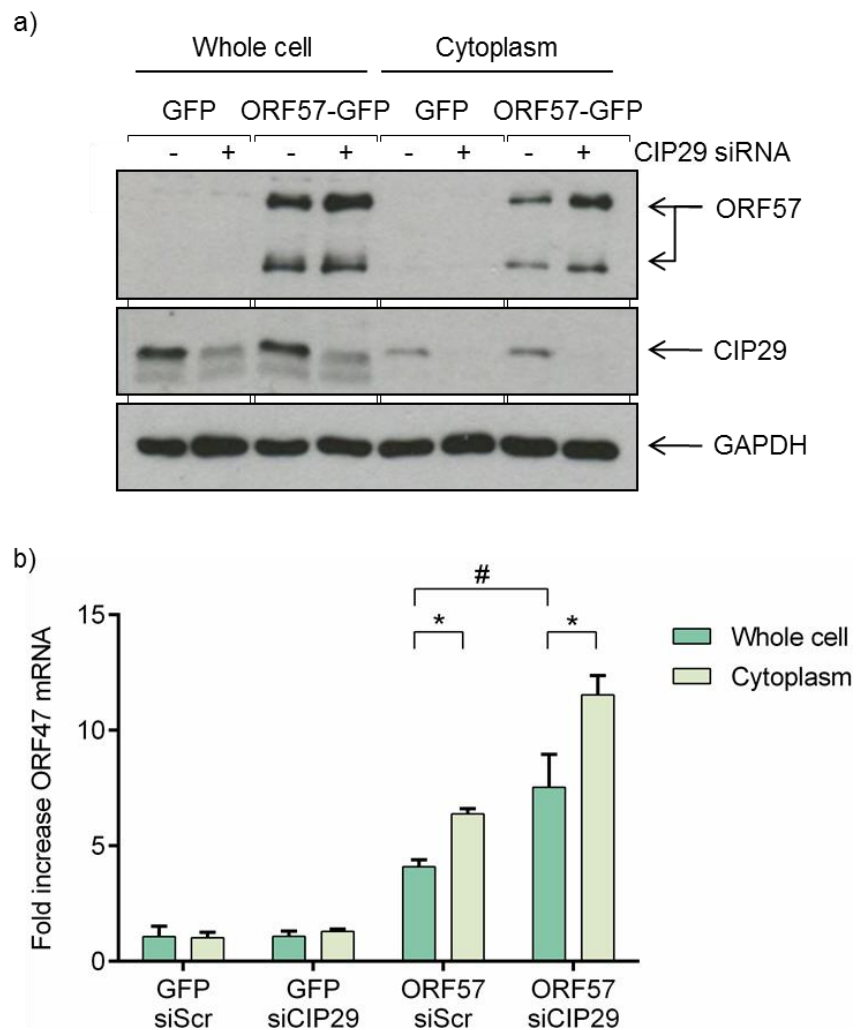 a)
Whole cell Cytoplasm
GFP ORF57-GFP GFP ORF57-GFP
- + - + - + - + CIP29 siRNA
ORF57
CIP29
GAPDH
b)
#
* *
15
10
5
0
Fold increase ORF47 mRNA
Whole cell
Cytoplasm
GFP
siScr
GFP
siCIP29
ORF57
siScr
ORF57
siCIP29